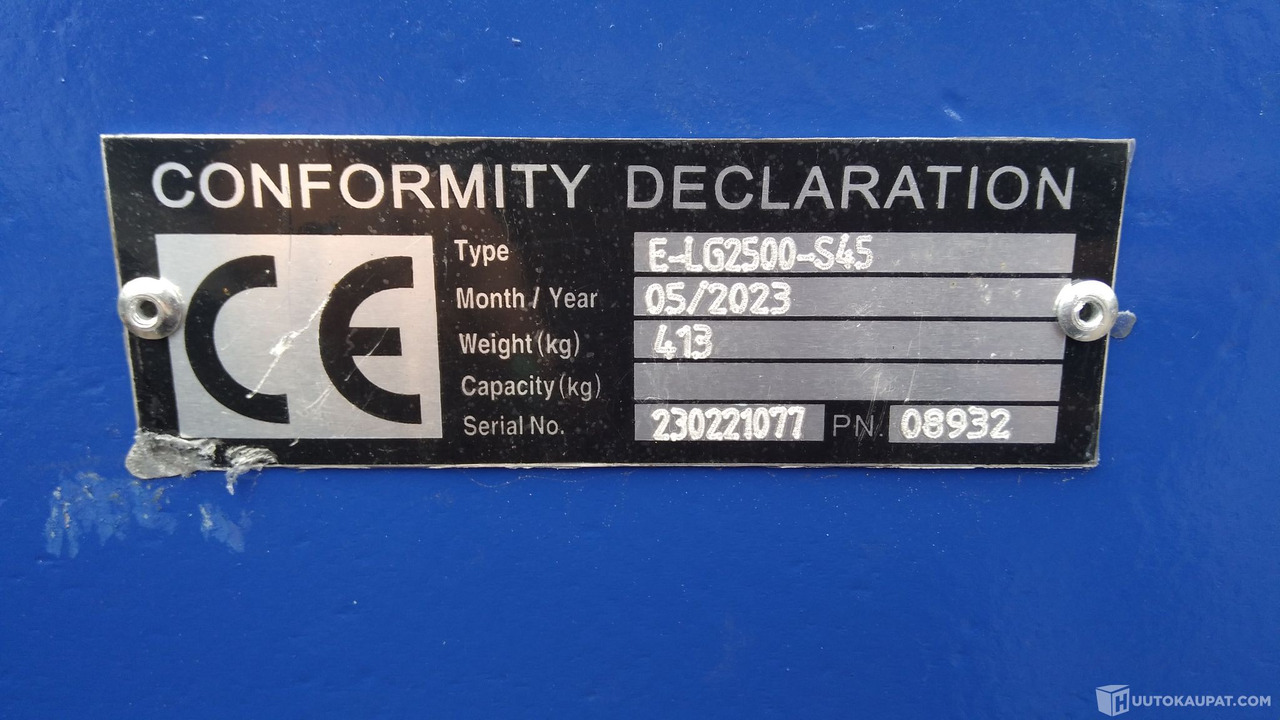 CONFORMITY DECLARATION
CE
Type E-LG2500-S45
Month / Year 05/2023
Weight (kg) 413
Capacity (kg)
Serial No. 230221077 PN. 08932
HUUTOKAUPAT.COM